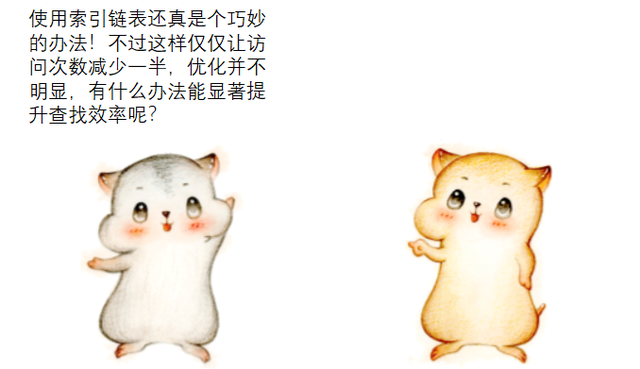 使用索引链表还真是个巧妙
的办法！不过这样仅仅让访
问次数减少一半，优化并不
明显，有什么办法能显著提
升查找效率呢？